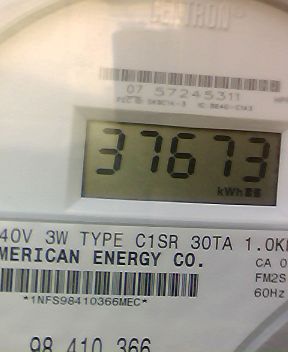 CENTRON
07 57245311
37673
kWh
40V 3W TYPE C1SR 30TA 1.0K
MERICAN ENERGY CO.
CA 0
FM2S
60Hz
*1NFS98410366MEC*
98 410 366